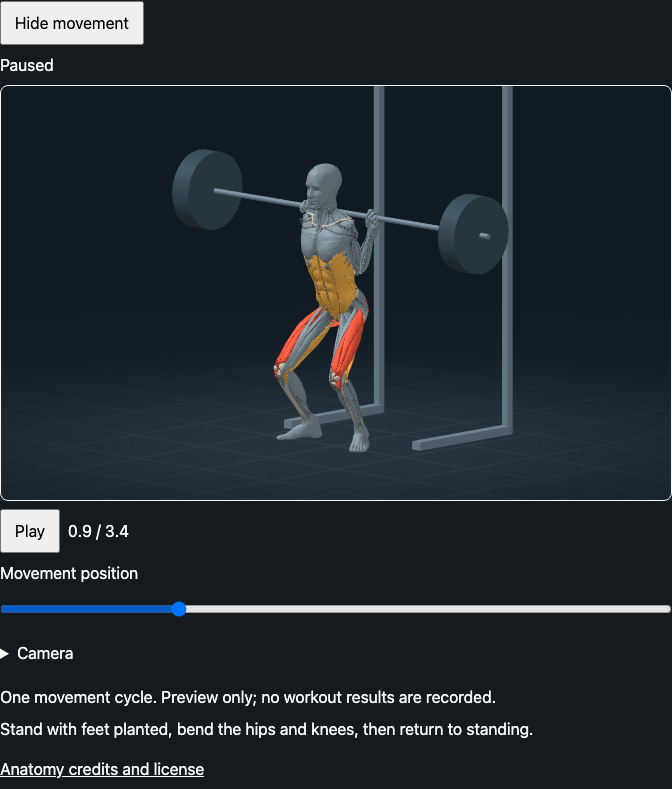 Hide movement
Paused
Play
0.9 / 3.4
Movement position
Camera
One movement cycle. Preview only; no workout results are recorded.
Stand with feet planted, bend the hips and knees, then return to standing.
Anatomy credits and license